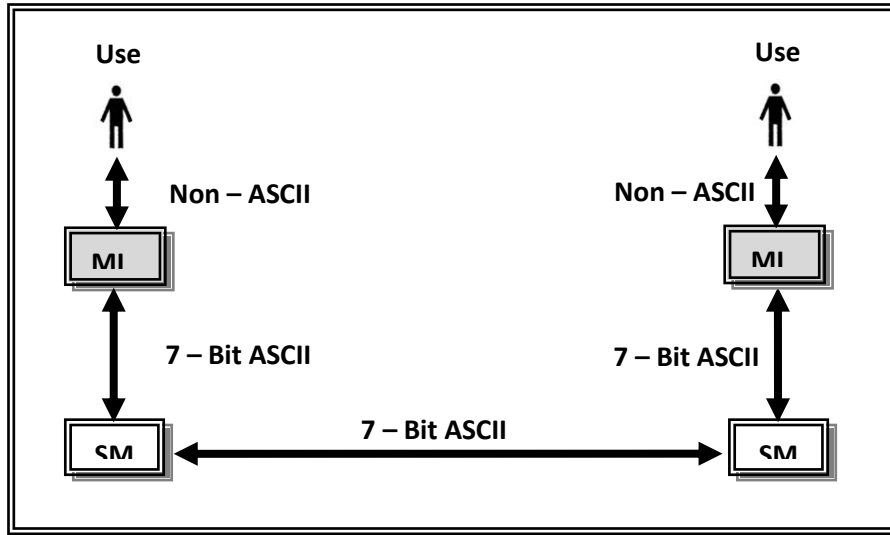 Use
Use
Non – ASCII
Non – ASCII
MI
MI
7 – Bit ASCII
7 – Bit ASCII
7 – Bit ASCII
SM
SM